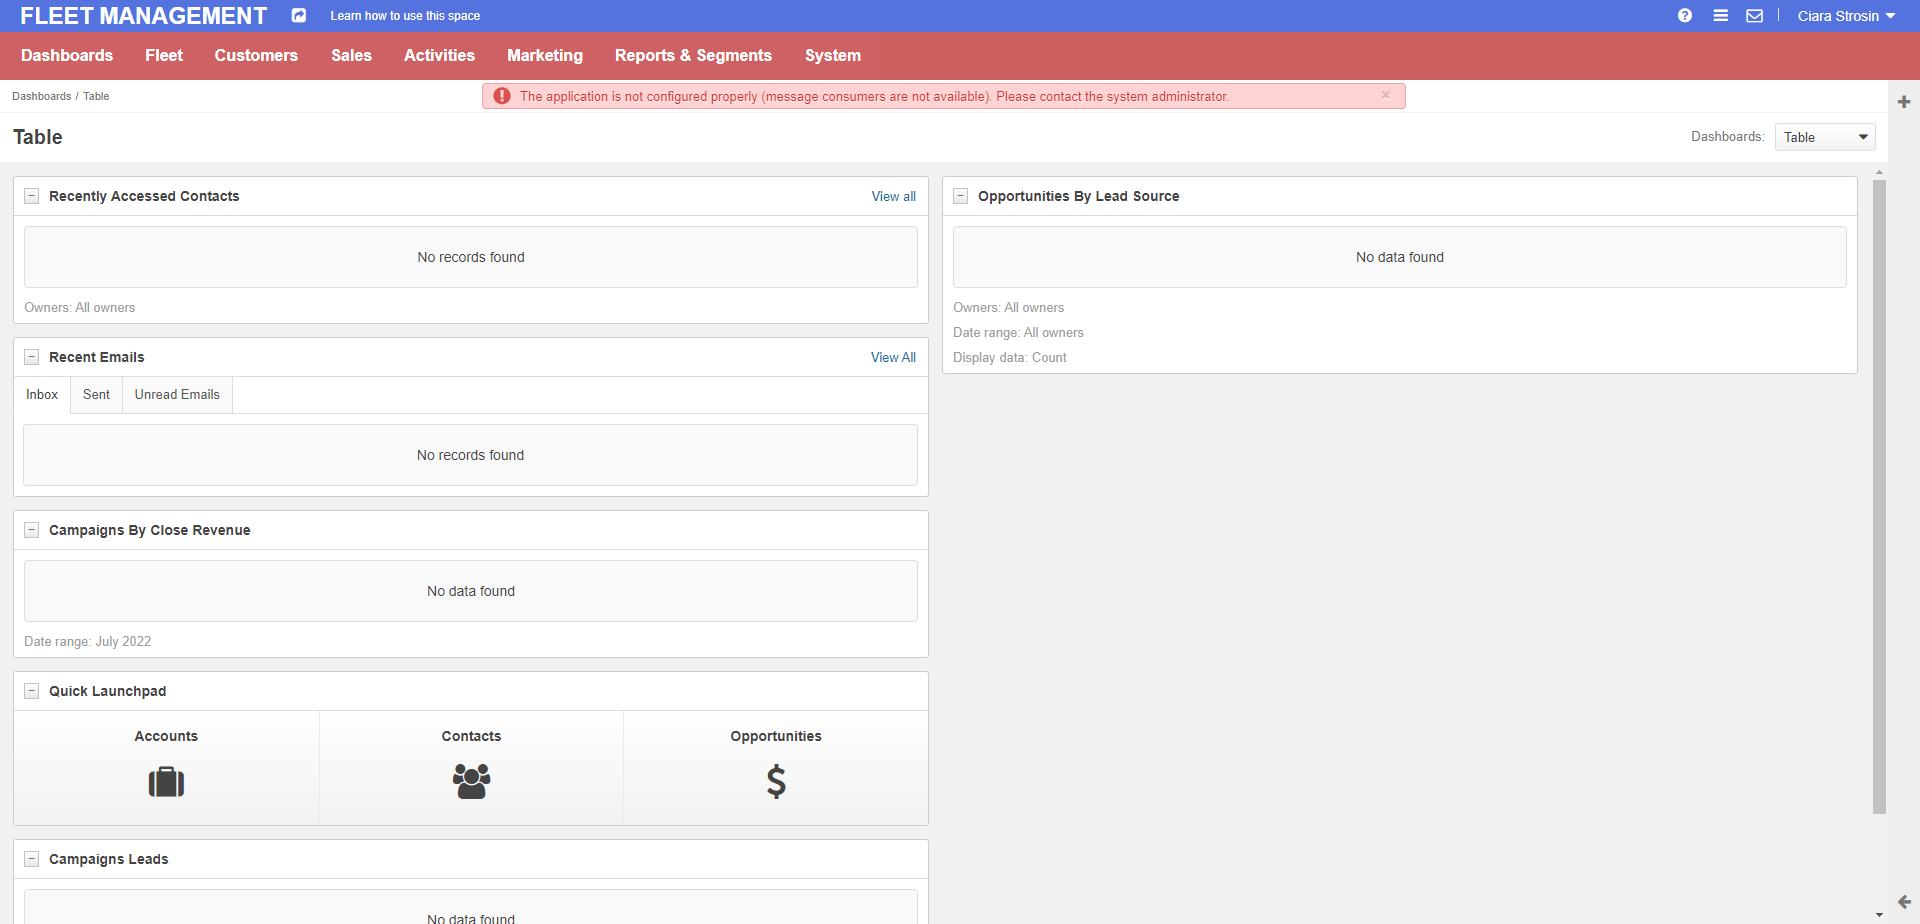 FLEET MANAGEMENT
Learn how to use this space
Ciara Strosin
Dashboards
Fleet
Customers
Sales
Activities
Marketing
Reports & Segments
System
Dashboards / Table
The application is not configured properly (message consumers are not available). Please contact the system administrator.
×
Table
Dashboards:
Table
Recently Accessed Contacts
View all
No records found
Owners: All owners
Opportunities By Lead Source
No data found
Owners: All owners
Date range: All owners
Display data: Count
Recent Emails
View All
Inbox
Sent
Unread Emails
No records found
Campaigns By Close Revenue
No data found
Date range: July 2022
Quick Launchpad
Accounts
Contacts
Opportunities
Campaigns Leads
No data found